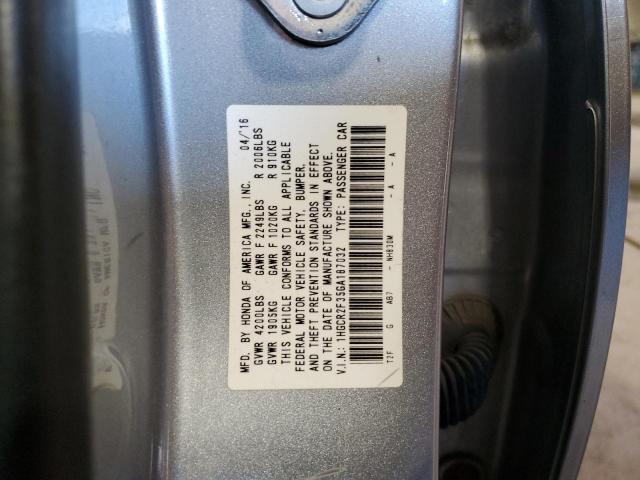 MFD. BY HONDA OF AMERICA MFG., INC. 04/'16
GVWR 4200LBS GAWR F 2249LBS R 2006LBS
GVWR 1905KG GAWR F 1020KG R 910KG
THIS VEHICLE CONFORMS TO ALL APPLICABLE
FEDERAL MOTOR VEHICLE SAFETY, BUMPER,
AND THEFT PREVENTION STANDARDS IN EFFECT
ON THE DATE OF MANUFACTURE SHOWN ABOVE.
V.I.N.: 1HGCR2F35GA187032 TYPE: PASSENGER CAR
T2F G AB7 - NH830M - A - A